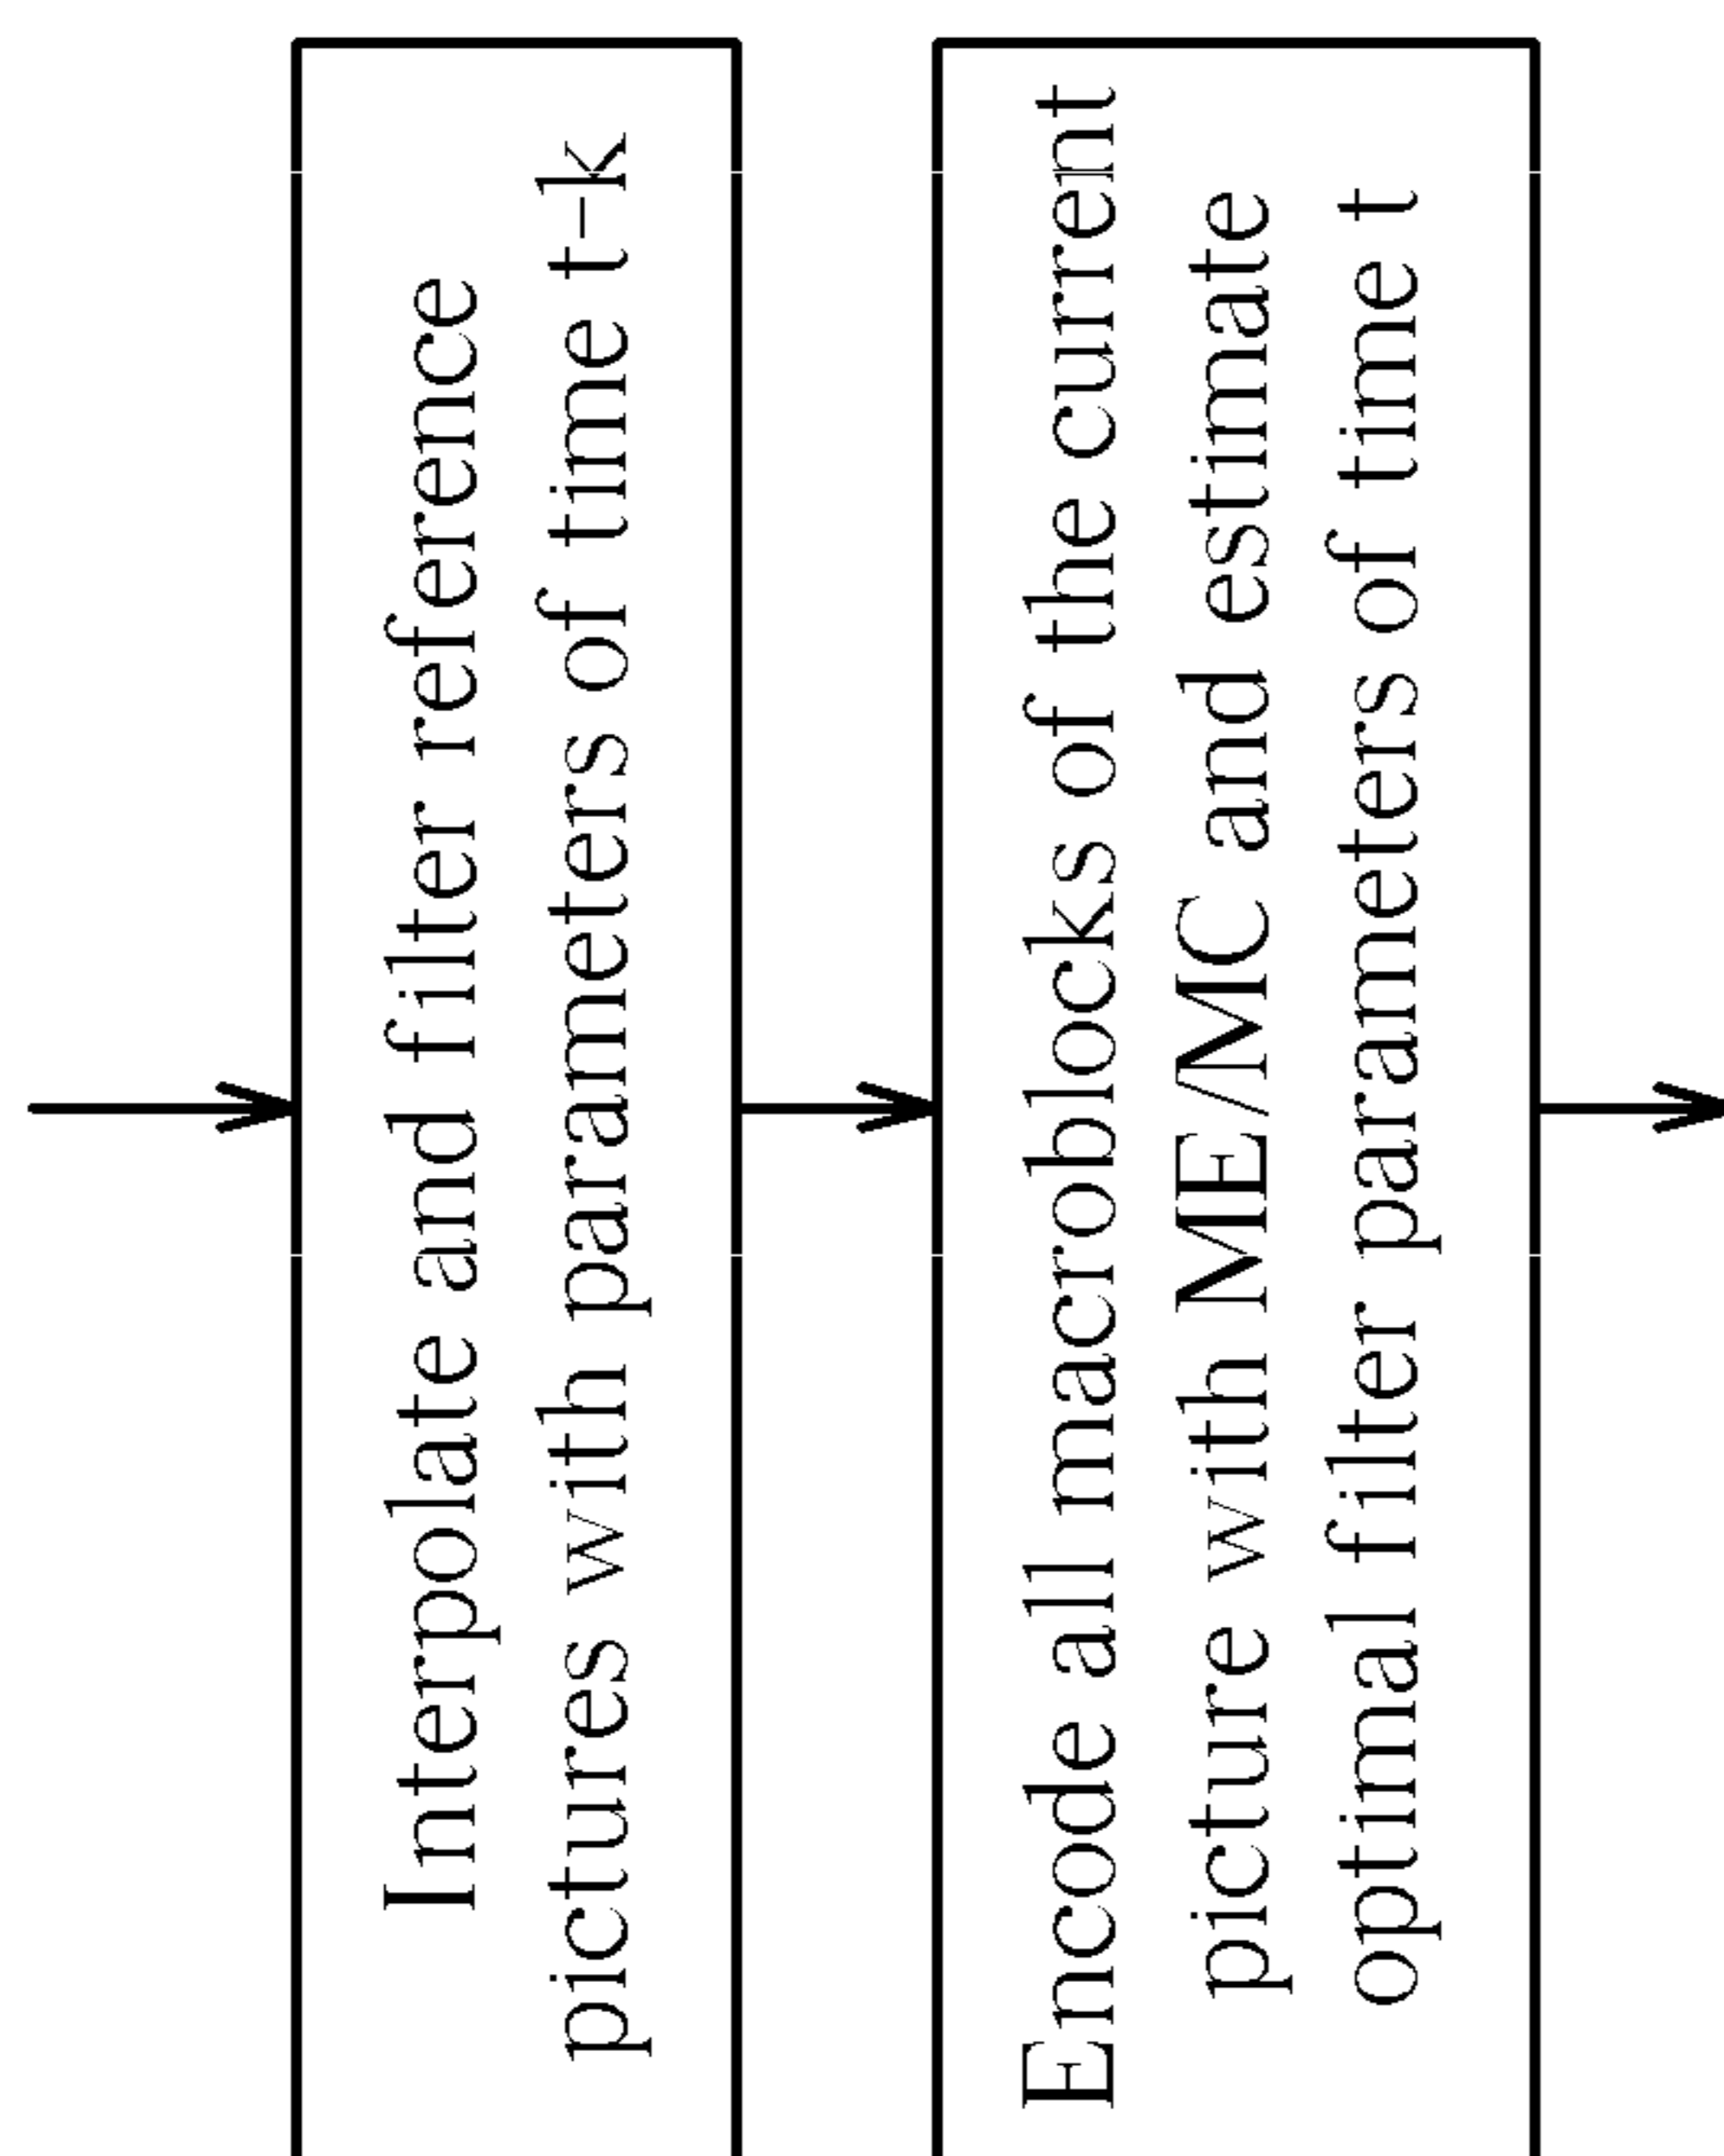 Interpolate and filter reference
pictures with parameters of time t-k
Encode all macroblocks of the current
picture with ME/MC and estimate
optimal filter parameters of time t